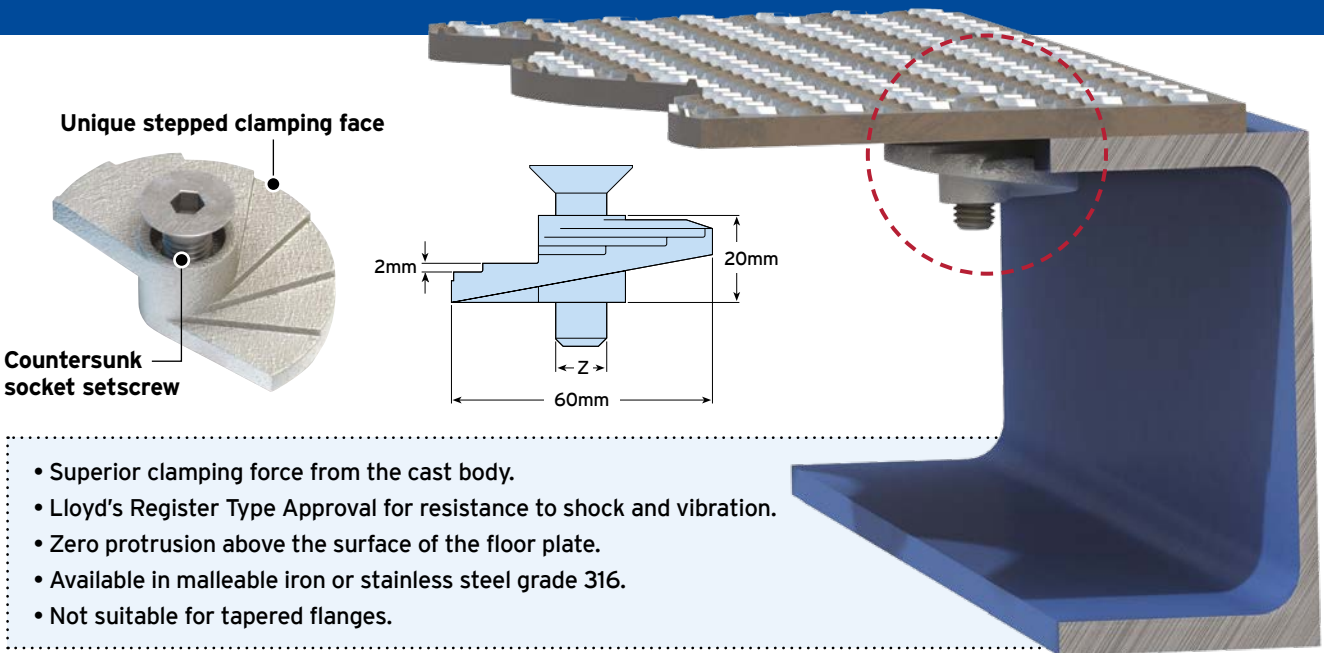 Unique stepped clamping face
2mm
20mm
Z
60mm
Countersunk
socket setscrew
• Superior clamping force from the cast body.
• Lloyd’s Register Type Approval for resistance to shock and vibration.
• Zero protrusion above the surface of the floor plate.
• Available in malleable iron or stainless steel grade 316.
• Not suitable for tapered flanges.